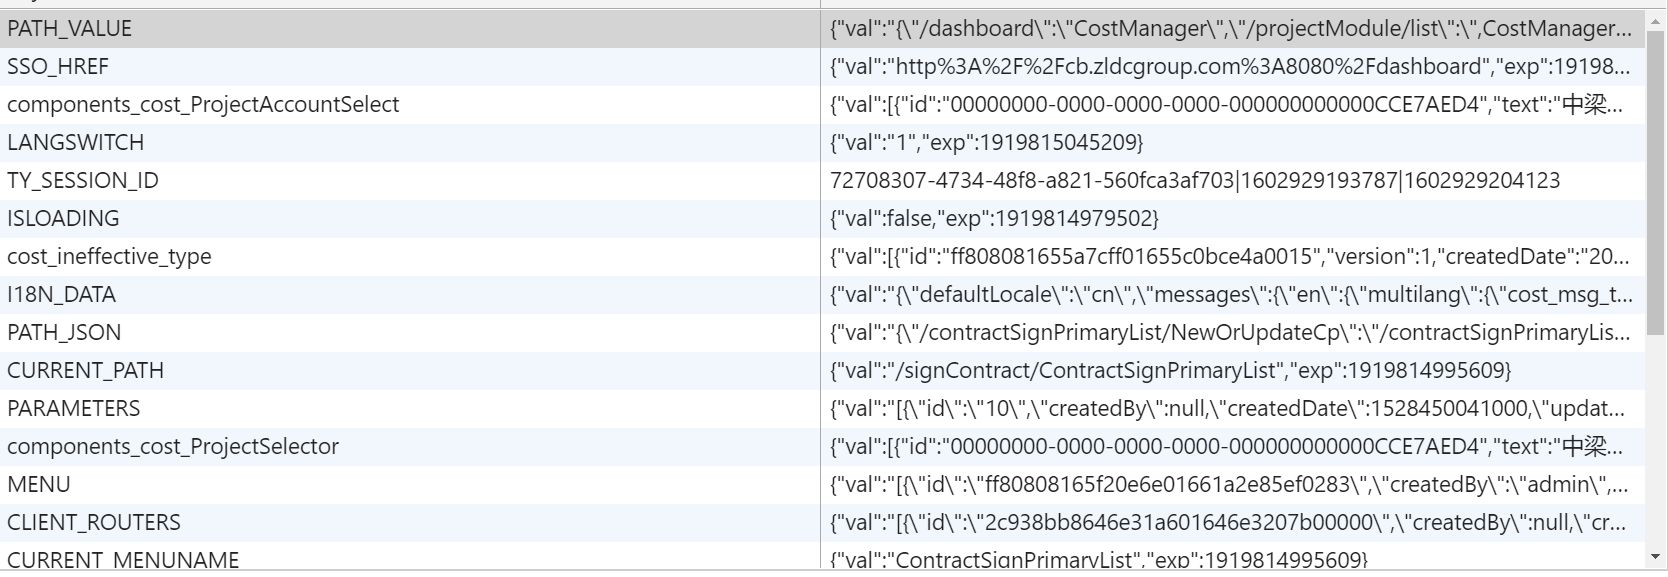 PATH_VALUE {"val":"{\"/dashboard\":\"CostManager\",\"/projectModule/list\":\",CostManager...
SSO_HREF {"val":"http%3A%2F%2Fcb.zldcgroup.com%3A8080%2Fdashboard","exp":19198...
components_cost_ProjectAccountSelect {"val":[{"id":"00000000-0000-0000-0000-000000000000CCE7AED4","text":"中梁...
LANGSWITCH {"val":"1","exp":1919815045209}
TY_SESSION_ID 72708307-4734-48f8-a821-560fca3af703|1602929193787|1602929204123
ISLOADING {"val":false,"exp":1919814979502}
cost_ineffective_type {"val":[{"id":"ff808081655a7cff01655c0bce4a0015","version":1,"createdDate":"20...
I18N_DATA {"val":"{\"defaultLocale\":\"cn\",\"messages\":{\"en\":{\"multilang\":{\"cost_msg_t...
PATH_JSON {"val":"{\"/contractSignPrimaryList/NewOrUpdateCp\":\"/contractSignPrimaryLis...
CURRENT_PATH {"val":"/signContract/ContractSignPrimaryList","exp":1919814995609}
PARAMETERS {"val":"[{\"id\":\"10\",\"createdBy\":null,\"createdDate\":1528450041000,\"updat...
components_cost_ProjectSelector {"val":[{"id":"00000000-0000-0000-0000-000000000000CCE7AED4","text":"中梁...
MENU {"val":"[{\"id\":\"ff80808165f20e6e01661a2e85ef0283\",\"createdBy\":\"admin\",...
CLIENT_ROUTERS {"val":"[{\"id\":\"2c938bb8646e31a601646e3207b00000\",\"createdBy\":null,\"cr...
CURRENT_MENUNAME {"val":"ContractSignPrimaryList","exp":1919814995609}